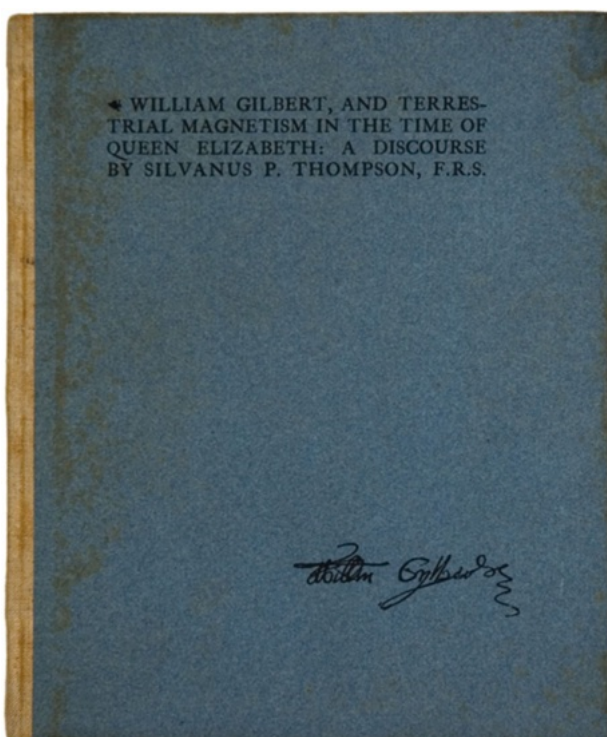 WILLIAM GILBERT, AND TERRES-
TRIAL MAGNETISM IN THE TIME OF
QUEEN ELIZABETH: A DISCOURSE
BY SILVANUS P. THOMPSON, F.R.S.